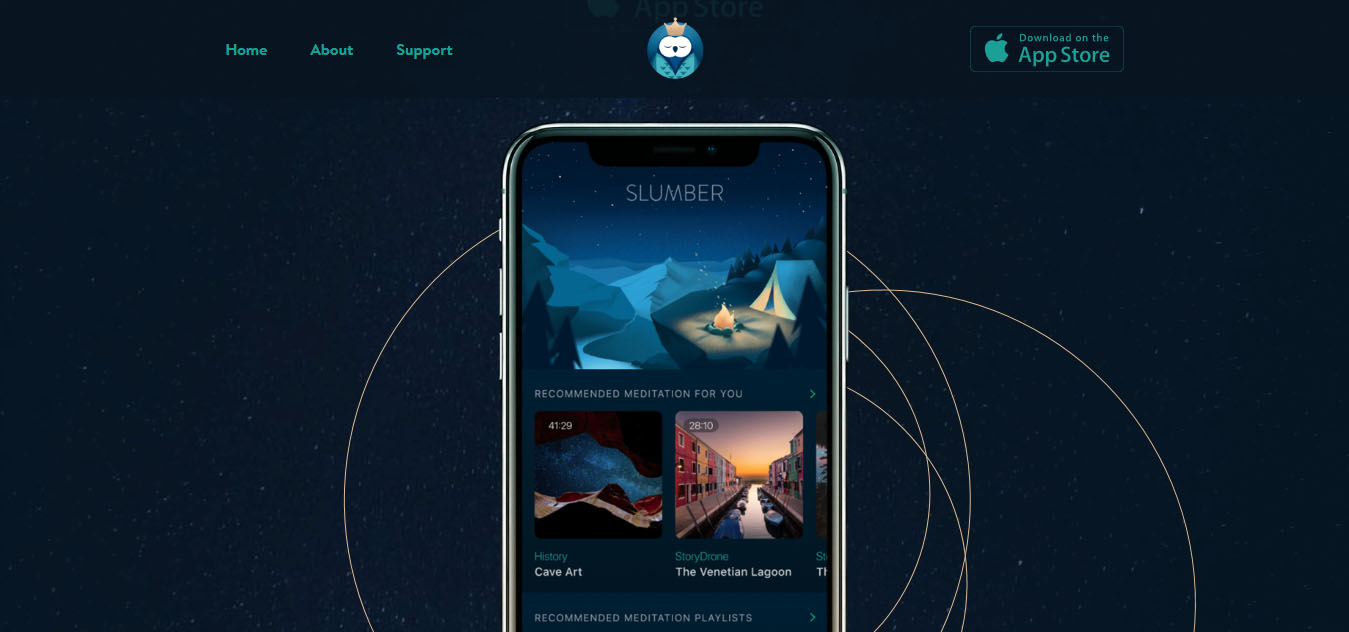 App Store
Home
About
Support
Download on the
App Store
SLUMBER
RECOMMENDED MEDITATION FOR YOU
41:29
28:10
History
StoryDrone
St
Cave Art
The Venetian Lagoon
Th
RECOMMENDED MEDITATION PLAYLISTS